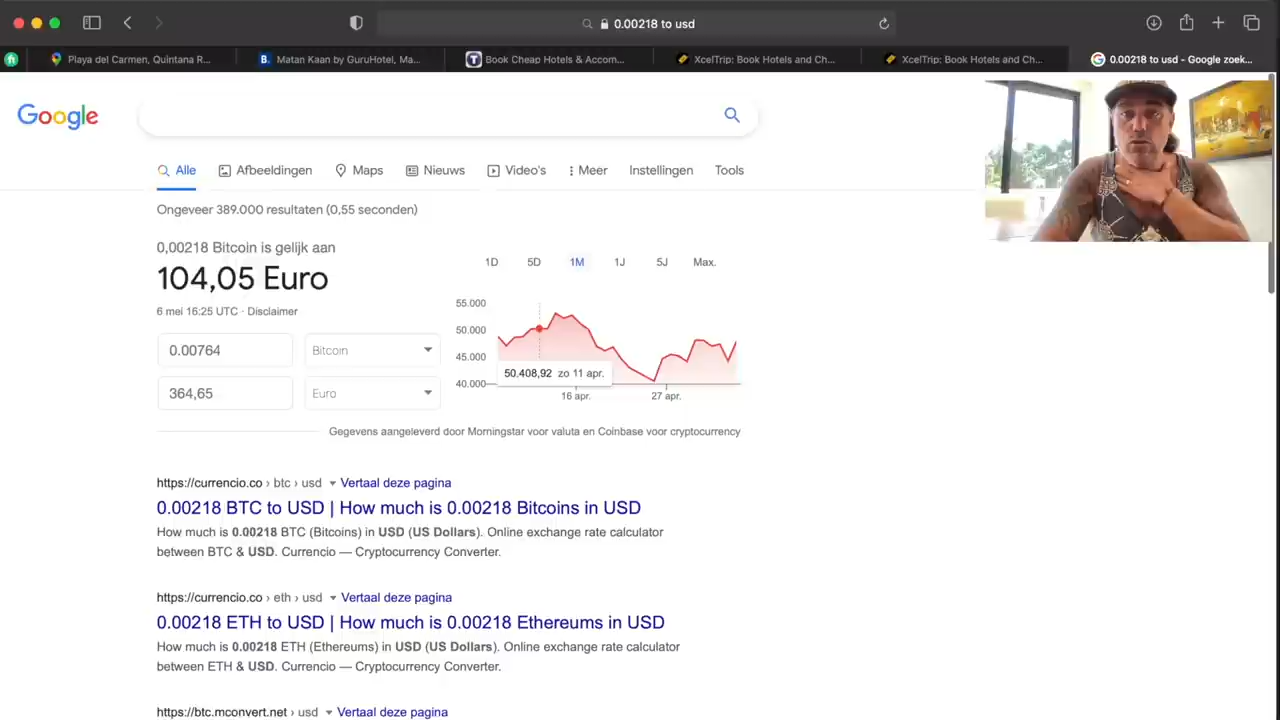 0.00218 to usd
Playa del Carmen, Quintana R...
Matan Kaan by GuruHotel, Ma...
Book Cheap Hotels & Accom...
XcelTrip: Book Hotels and Ch...
XcelTrip: Book Hotels and Ch...
0.00218 to usd - Google zoek...
Google
Alle
Afbeeldingen
Maps
Nieuws
Video's
Meer
Instellingen
Tools
Ongeveer 389.000 resultaten (0,55 seconden)
0,00218 Bitcoin is gelijk aan
104,05 Euro
6 mei 16:25 UTC · Disclaimer
0.00764
Bitcoin
364,65
Euro
1D
5D
1M
1J
5J
Max.
55.000
50.000
45.000
40.000
50.408,92 zo 11 apr.
16 apr.
27 apr.
Gegevens aangeleverd door Morningstar voor valuta en Coinbase voor cryptocurrency
https://currencio.co › btc › usd ▾ Vertaal deze pagina
0.00218 BTC to USD | How much is 0.00218 Bitcoins in USD
How much is 0.00218 BTC (Bitcoins) in USD (US Dollars). Online exchange rate calculator
between BTC & USD. Currencio — Cryptocurrency Converter.
https://currencio.co › eth › usd ▾ Vertaal deze pagina
0.00218 ETH to USD | How much is 0.00218 Ethereums in USD
How much is 0.00218 ETH (Ethereums) in USD (US Dollars). Online exchange rate calculator
between ETH & USD. Currencio — Cryptocurrency Converter.
https://btc.mconvert.net › usd ▾ Vertaal deze pagina